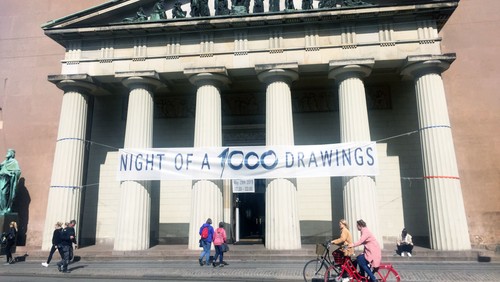 NIGHT OF A 1000 DRAWINGS